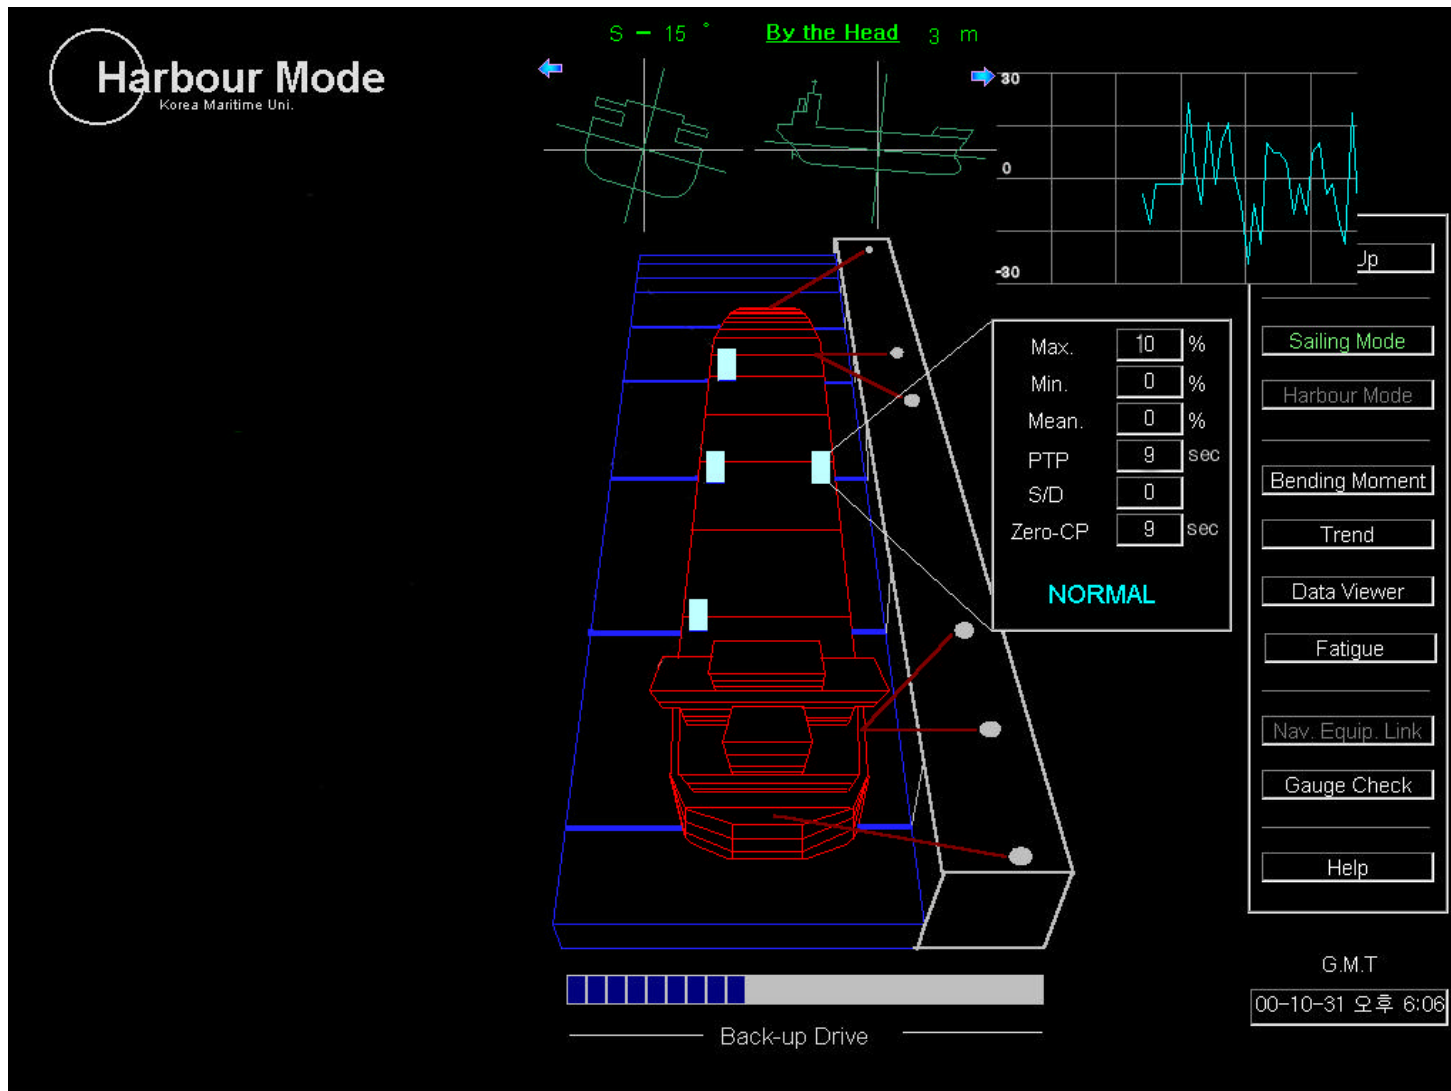 S - 15 °
By the Head 3 m
Harbour Mode
Korea Maritime Uni.
30
0
-30
Max. 10 %
Min. 0 %
Mean. 0 %
PTP 9 sec
S/D 0
Zero-CP 9 sec
NORMAL
Sailing Mode
Harbour Mode
Bending Moment
Trend
Data Viewer
Fatigue
Nav. Equip. Link
Gauge Check
Help
G.M.T
00-10-31 오후 6:06
Back-up Drive